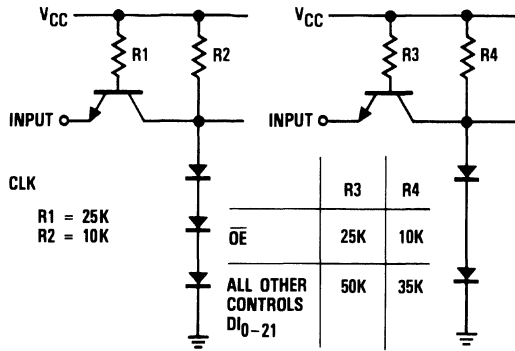 VCC
R1
R2
INPUT
CLK
R1 = 25K
R2 = 10K
VCC
R3
R4
INPUT
R3 R4
OE 25K 10K
ALL OTHER 50K 35K
CONTROLS
DI0–21